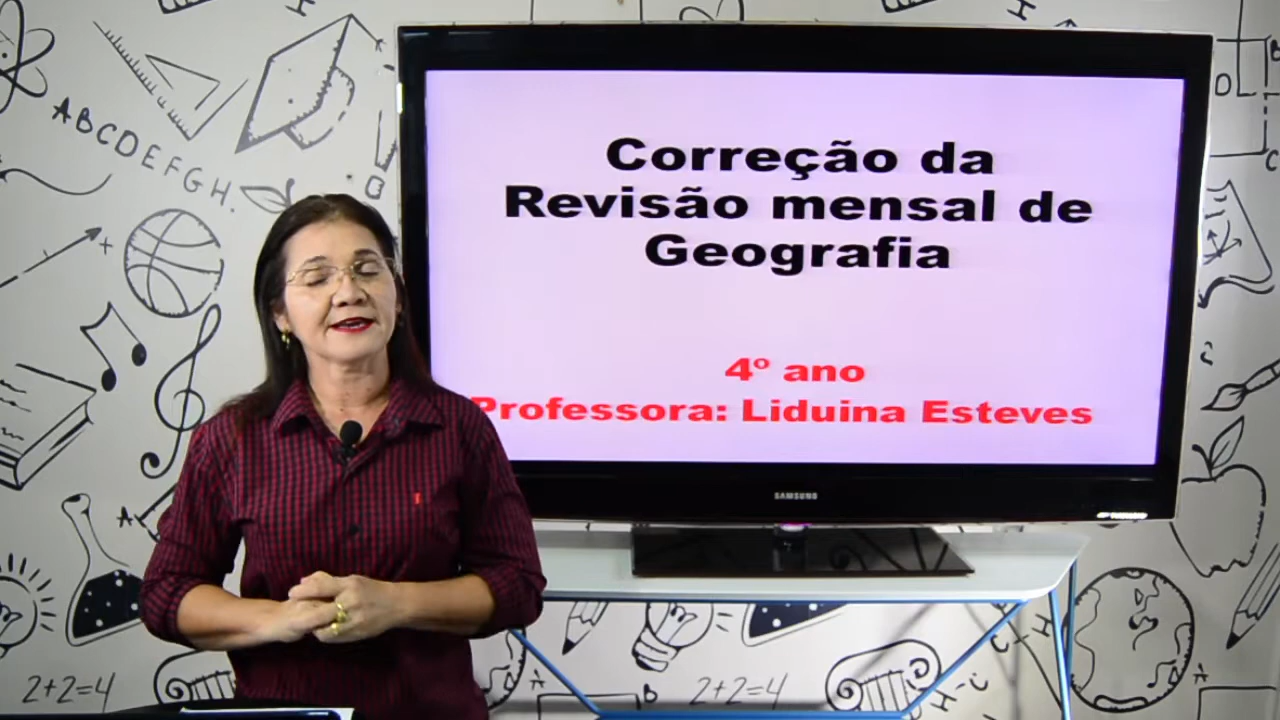 Correção da
Revisão mensal de
Geografia
4º ano
Professora: Liduina Esteves
SAMSUNG
ABCDEFGH
2+2=4
2+2=4